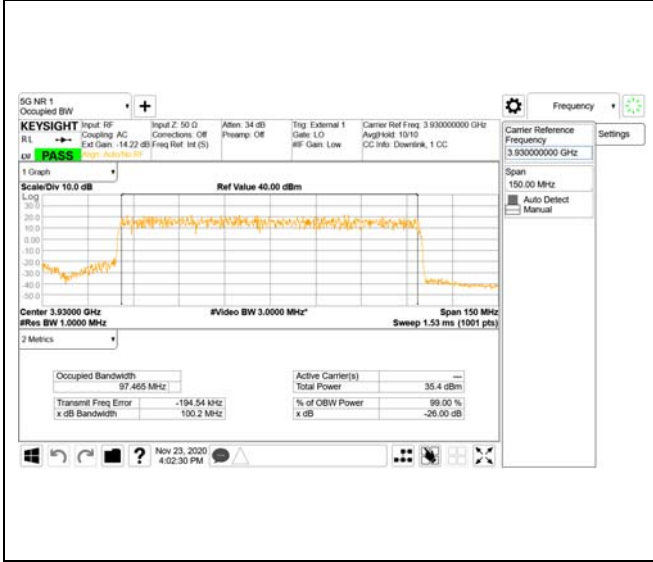 5G NR 1
Occupied BW
+
Frequency
KEYSIGHT
R L
LW
PASS
Input: RF
Coupling: AC
Ext Gain: -14.22 dB
Align: Auto/No RF
Input Z: 50 Ω
Corrections: Off
Freq Ref: Int (S)
Atten: 34 dB
Preamp: Off
Trig: External 1
Gate: LO
#IF Gain: Low
Carrier Ref Freq: 3.930000000 GHz
Avg|Hold: 10/10
CC Info: Downlink, 1 CC
Carrier Reference
Frequency
3.930000000 GHz
Settings
Span
150.00 MHz
Auto Detect
Manual
1 Graph
Scale/Div 10.0 dB
Ref Value 40.00 dBm
Log
30.0
20.0
10.0
0.00
-10.0
-20.0
-30.0
-40.0
-50.0
Center 3.93000 GHz
#Video BW 3.0000 MHz*
Span 150 MHz
#Res BW 1.0000 MHz
Sweep 1.53 ms (1001 pts)
2 Metrics
Occupied Bandwidth
97.465 MHz
Active Carrier(s)
---
Total Power
35.4 dBm
Transmit Freq Error
-194.54 kHz
% of OBW Power
99.00 %
x dB Bandwidth
100.2 MHz
x dB
-26.00 dB
?
Nov 23, 2020
4:02:30 PM